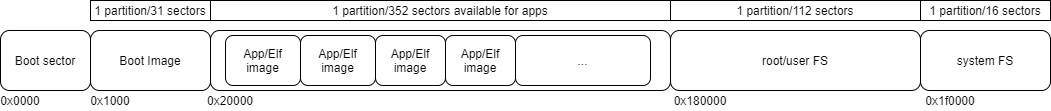 1 partition/31 sectors
1 partition/352 sectors available for apps
1 partition/112 sectors
1 partition/16 sectors
Boot sector
Boot Image
App/Elf
image
App/Elf
image
App/Elf
image
App/Elf
image
...
root/user FS
system FS
0x0000
0x1000
0x20000
0x180000
0x1f0000